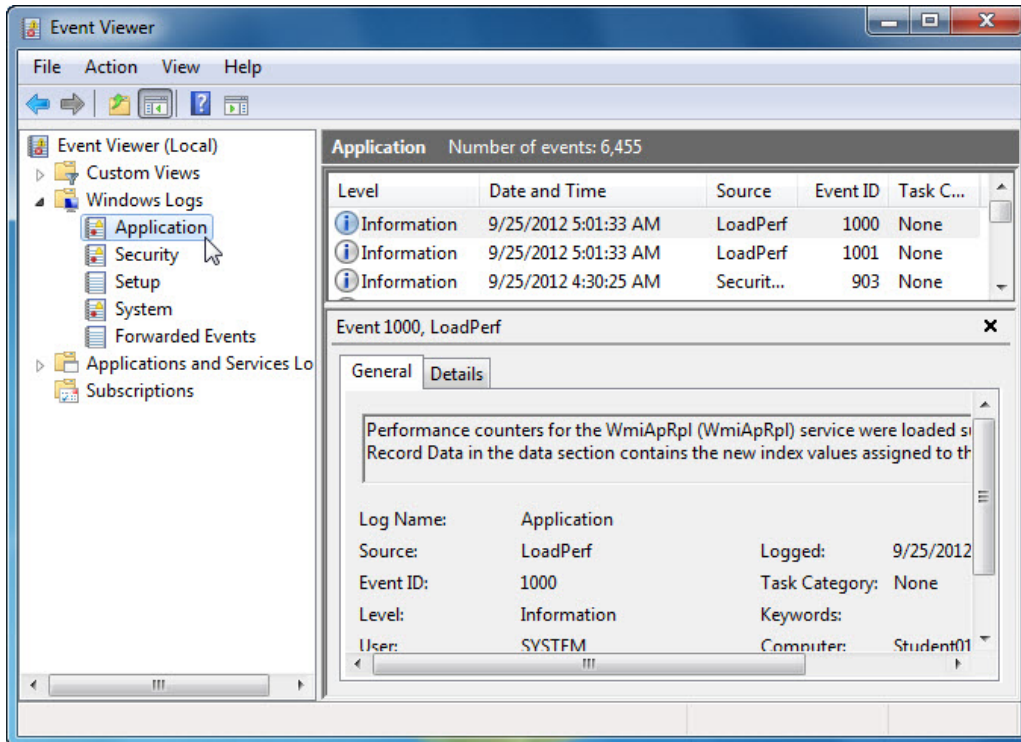 Event Viewer
File Action View Help
Event Viewer (Local)
Custom Views
Windows Logs
Application
Security
Setup
System
Forwarded Events
Applications and Services Lo
Subscriptions
Application Number of events: 6,455
Level Date and Time Source Event ID Task C...
Information 9/25/2012 5:01:33 AM LoadPerf 1000 None
Information 9/25/2012 5:01:33 AM LoadPerf 1001 None
Information 9/25/2012 4:30:25 AM Securit... 903 None
Event 1000, LoadPerf
General Details
Performance counters for the WmiApRpl (WmiApRpl) service were loaded
Record Data in the data section contains the new index values assigned to th
Log Name: Application
Source: LoadPerf Logged: 9/25/2012
Event ID: 1000 Task Category: None
Level: Information Keywords:
User: SYSTEM Computer: Student01